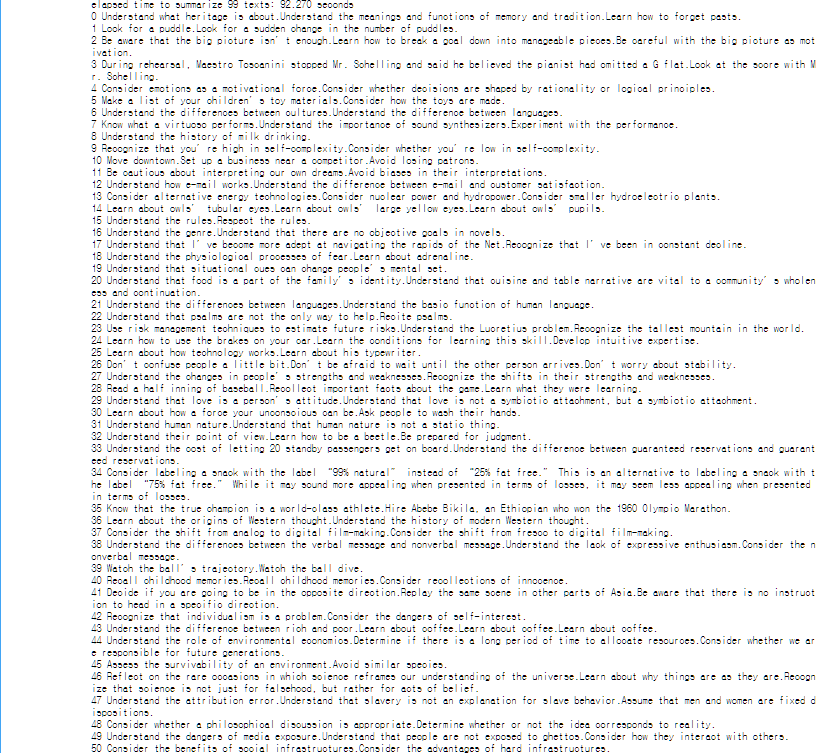 elapsed time to summarize 99 texts: 92.270 seconds
0 Understand what heritage is about.Understand the meanings and functions of memory and tradition.Learn how to forget pasts.
1 Look for a puddle.Look for a sudden change in the number of puddles.
2 Be aware that the big picture isn’t enough.Learn how to break a goal down into manageable pieces.Be careful with the big picture as mot
ivation.
3 During rehearsal, Maestro Toscanini stopped Mr. Schelling and said he believed the pianist had omitted a G flat.Look at the score with M
r. Schelling.
4 Consider emotions as a motivational force.Consider whether decisions are shaped by rationality or logical principles.
5 Make a list of your children’s toy materials.Consider how the toys are made.
6 Understand the differences between cultures.Understand the difference between languages.
7 Know what a virtuoso performs.Understand the importance of sound synthesizers.Experiment with the performance.
8 Understand the history of milk drinking.
9 Recognize that you’re high in self-complexity.Consider whether you’re low in self-complexity.
10 Move downtown.Set up a business near a competitor.Avoid losing patrons.
11 Be cautious about interpreting our own dreams.Avoid biases in their interpretations.
12 Understand how e-mail works.Understand the difference between e-mail and customer satisfaction.
13 Consider alternative energy technologies.Consider nuclear power and hydropower.Consider smaller hydroelectric plants.
14 Learn about owls’ tubular eyes.Learn about owls’ large yellow eyes.Learn about owls’ pupils.
15 Understand the rules.Respect the rules.
16 Understand the genre.Understand that there are no objective goals in novels.
17 Understand that I’ve become more adept at navigating the rapids of the Net.Recognize that I’ve been in constant decline.
18 Understand the physiological processes of fear.Learn about adrenaline.
19 Understand that situational cues can change people’s mental set.
20 Understand that food is a part of the family’s identity.Understand that cuisine and table narrative are vital to a community’s wholen
ess and continuation.
21 Understand the differences between languages.Understand the basic function of human language.
22 Understand that psalms are not the only way to help.Recite psalms.
23 Use risk management techniques to estimate future risks.Understand the Lucretius problem.Recognize the tallest mountain in the world.
24 Learn how to use the brakes on your car.Learn the conditions for learning this skill.Develop intuitive expertise.
25 Learn about how technology works.Learn about his typewriter.
26 Don’t confuse people a little bit.Don’t be afraid to wait until the other person arrives.Don’t worry about stability.
27 Understand the changes in people’s strengths and weaknesses.Recognize the shifts in their strengths and weaknesses.
28 Read a half inning of baseball.Recollect important facts about the game.Learn what they were learning.
29 Understand that love is a person’s attitude.Understand that love is not a symbiotic attachment, but a symbiotic attachment.
30 Learn about how a force your unconscious can be.Ask people to wash their hands.
31 Understand human nature.Understand that human nature is not a static thing.
32 Understand their point of view.Learn how to be a beetle.Be prepared for judgment.
33 Understand the cost of letting 20 standby passengers get on board.Understand the difference between guaranteed reservations and guarant
eed reservations.
34 Consider labeling a snack with the label “99% natural” instead of “25% fat free.” This is an alternative to labeling a snack with t
he label “75% fat free.” While it may sound more appealing when presented in terms of losses, it may seem less appealing when presented
in terms of losses.
35 Know that the true champion is a world-class athlete.Hire Abebe Bikila, an Ethiopian who won the 1960 Olympic Marathon.
36 Learn about the origins of Western thought.Understand the history of modern Western thought.
37 Consider the shift from analog to digital film-making.Consider the shift from fresco to digital film-making.
38 Understand the differences between the verbal message and nonverbal message.Understand the lack of expressive enthusiasm.Consider the n
onverbal message.
39 Watch the ball’s trajectory.Watch the ball dive.
40 Recall childhood memories.Recall childhood memories.Consider recollections of innocence.
41 Decide if you are going to be in the opposite direction.Replay the same scene in other parts of Asia.Be aware that there is no instruct
ion to head in a specific direction.
42 Recognize that individualism is a problem.Consider the dangers of self-interest.
43 Understand the difference between rich and poor.Learn about coffee.Learn about coffee.Learn about coffee.
44 Understand the role of environmental economics.Determine if there is a long period of time to allocate resources.Consider whether we ar
e responsible for future generations.
45 Assess the survivability of an environment.Avoid similar species.
46 Reflect on the rare occasions in which science reframes our understanding of the universe.Learn about why things are as they are.Recogn
ize that science is not just for falsehood, but rather for acts of belief.
47 Understand the attribution error.Understand that slavery is not an explanation for slave behavior.Assume that men and women are fixed d
ispositions.
48 Consider whether a philosophical discussion is appropriate.Determine whether or not the idea corresponds to reality.
49 Understand the dangers of media exposure.Understand that people are not exposed to ghettos.Consider how they interact with others.
50 Consider the benefits of social infrastructures.Consider the advantages of hard infrastructures.